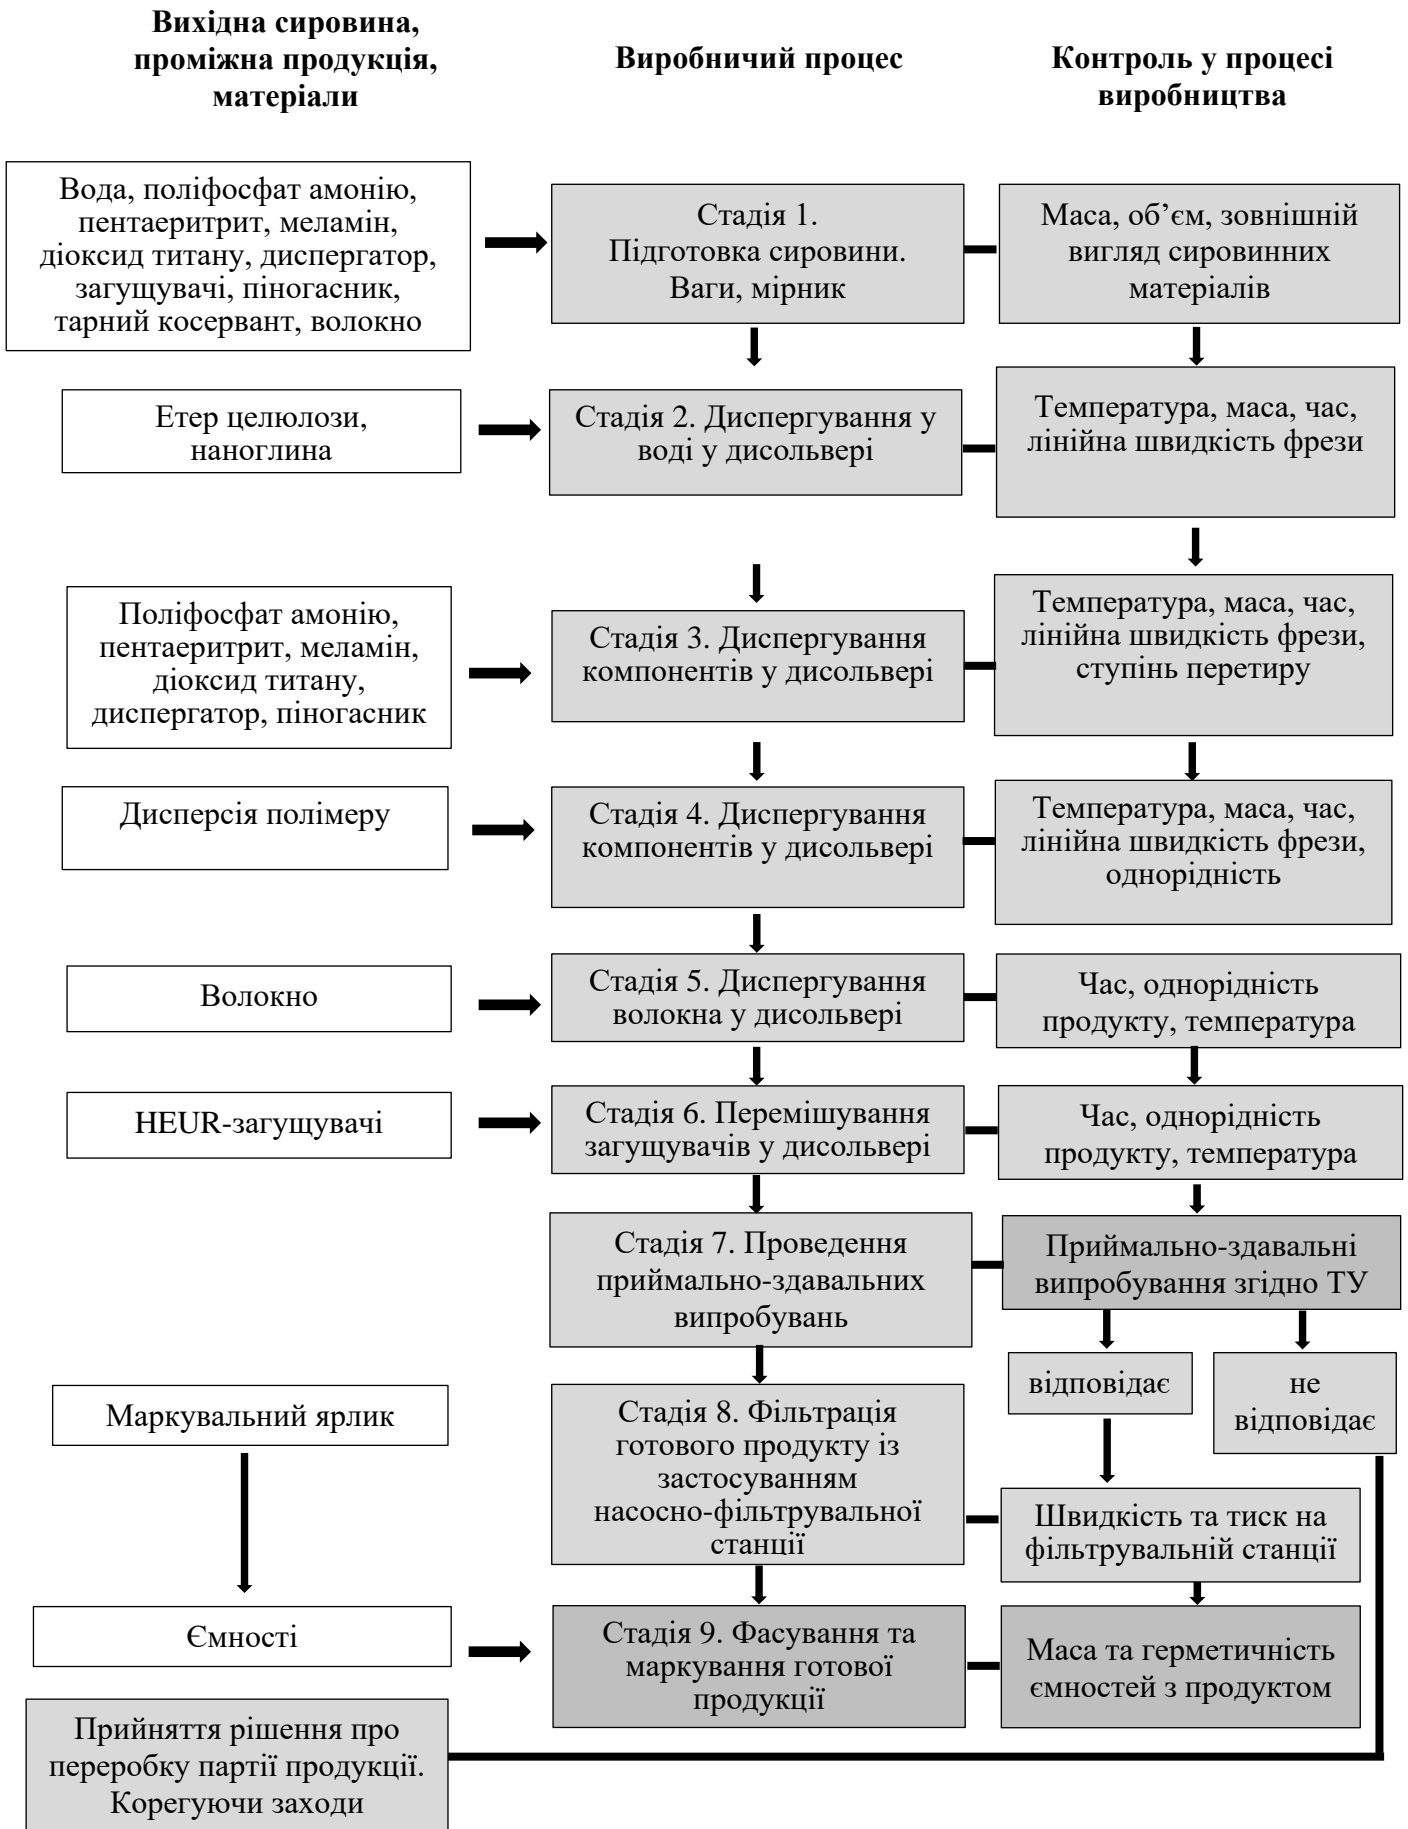 Вихідна сировина,
проміжна продукція,
матеріали
Виробничий процес
Контроль у процесі
виробництва
Вода, поліфосфат амонію,
пентаеритрит, меламін,
діоксид титану, диспергатор,
загущувачі, піногасник,
тарний косервант, волокно
Стадія 1.
Підготовка сировини.
Ваги, мірник
Маса, об’єм, зовнішній
вигляд сировинних
матеріалів
Етер целюлози,
наноглина
Стадія 2. Диспергування у
воді у дисольвері
Температура, маса, час,
лінійна швидкість фрези
Поліфосфат амонію,
пентаеритрит, меламін,
діоксид титану,
диспергатор, піногасник
Стадія 3. Диспергування
компонентів у дисольвері
Температура, маса, час,
лінійна швидкість фрези,
ступінь перетиру
Дисперсія полімеру
Стадія 4. Диспергування
компонентів у дисольвері
Температура, маса, час,
лінійна швидкість фрези,
однорідність
Волокно
Стадія 5. Диспергування
волокна у дисольвері
Час, однорідність
продукту, температура
HEUR-загущувачі
Стадія 6. Перемішування
загущувачів у дисольвері
Час, однорідність
продукту, температура
Стадія 7. Проведення
приймально-здавальних
випробувань
Приймально-здавальні
випробування згідно ТУ
відповідає
не
відповідає
Маркувальний ярлик
Стадія 8. Фільтрація
готового продукту із
застосуванням
насосно-фільтрувальної
станції
Швидкість та тиск на
фільтрувальній станції
Ємності
Стадія 9. Фасування та
маркування готової
продукції
Маса та герметичність
ємностей з продуктом
Прийняття рішення про
переробку партії продукції.
Корегуючи заходи